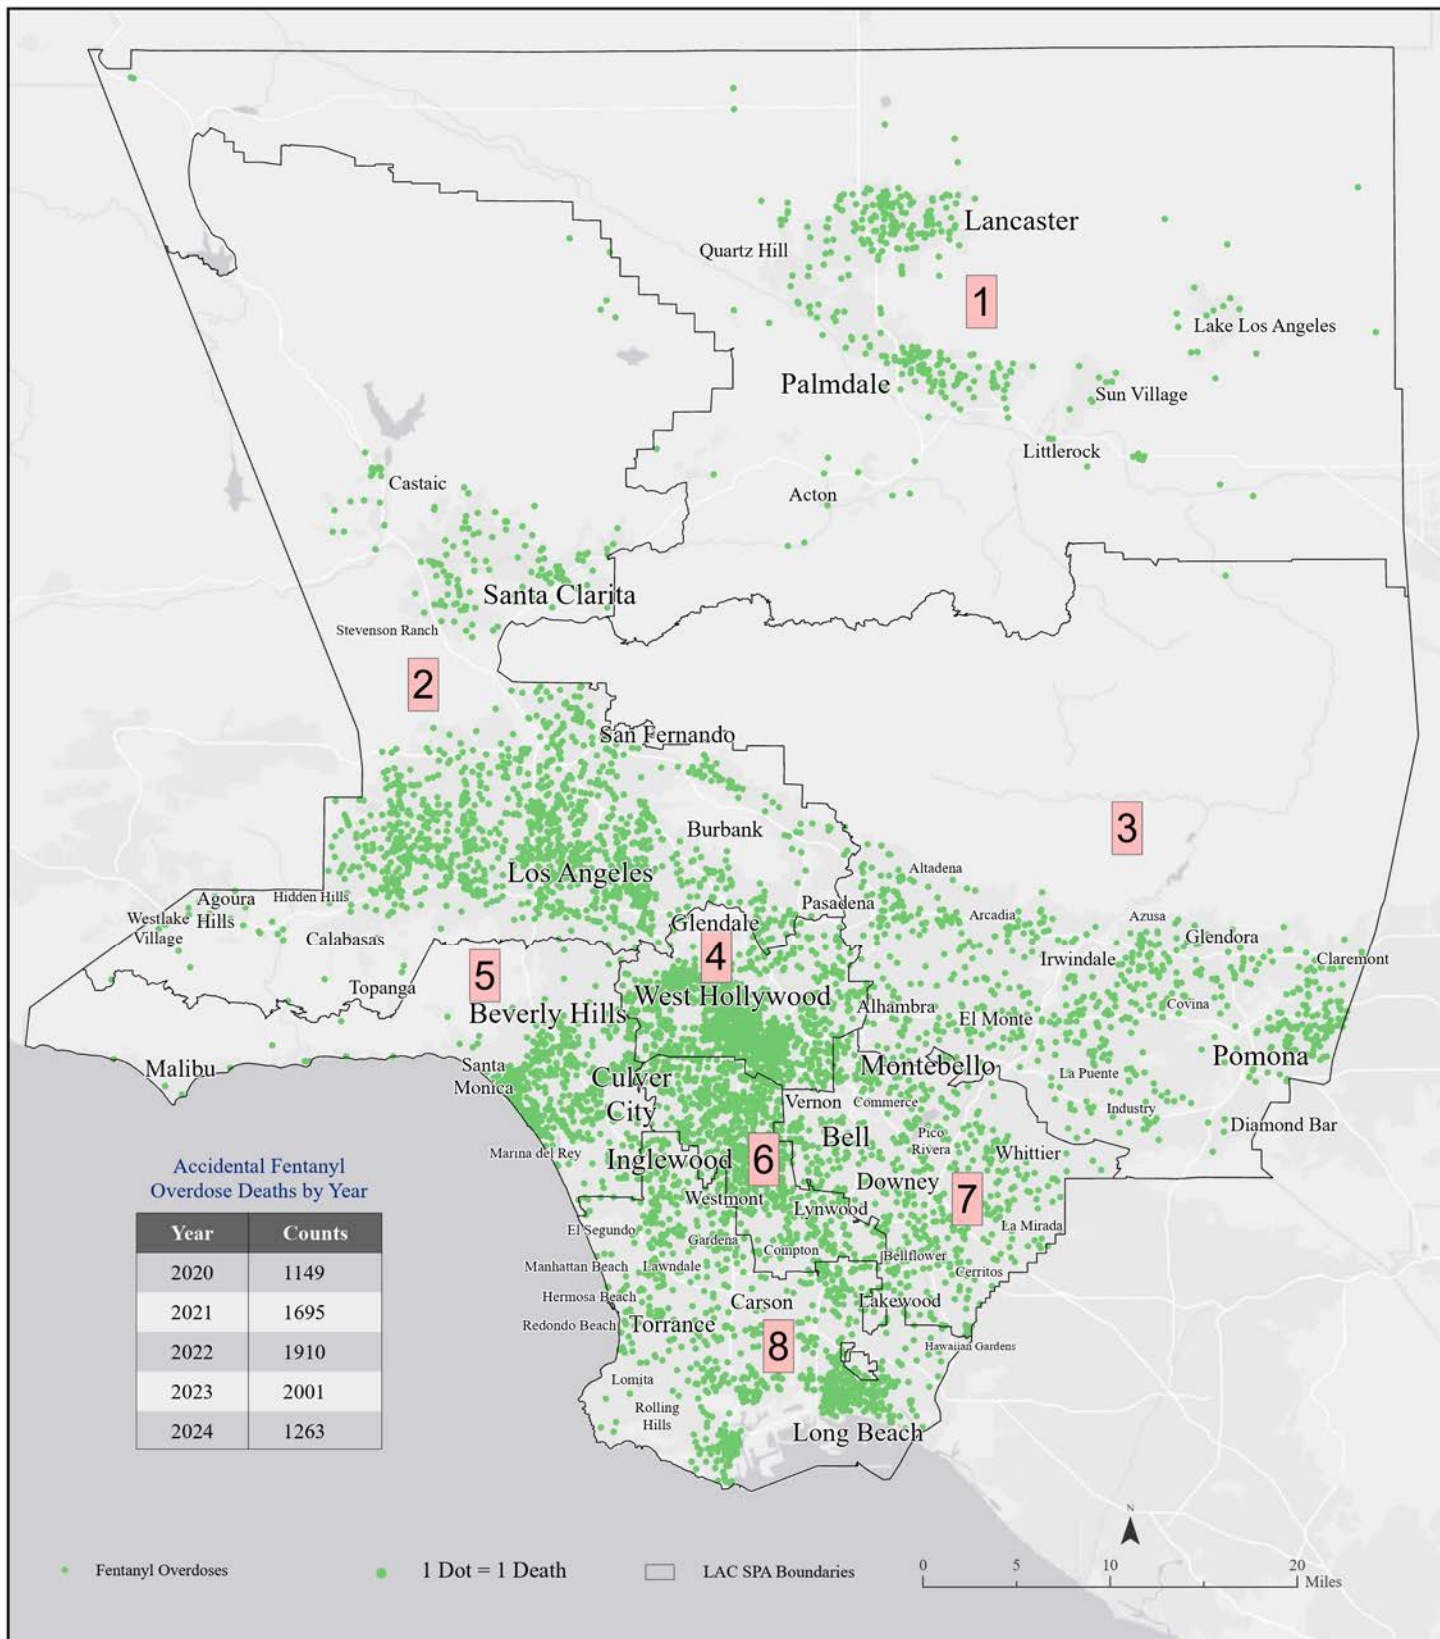 Lancaster
Quartz Hill
1
Lake Los Angeles
Palmdale
Sun Village
Littlerock
Castaic
Acton
Santa Clarita
Stevenson Ranch
2
San Fernando
3
Burbank
Los Angeles
Altadena
Hidden Hills
Agoura
Hills
Pasadena
Westlake
Village
Arcadia
Azusa
Glendale
Glendora
Calabasas
4
Irwindale
Claremont
5
Topanga
West Hollywood
Covina
Beverly Hills
Alhambra
El Monte
Pomona
Malibu
Santa
Monica
Culver
City
Montebello
La Puente
Vernon
Commerce
Industry
Diamond Bar
Bell
Pico
Rivera
Marina del Rey
Inglewood
6
Whittier
Downey
7
Westmont
Lynwood
La Mirada
El Segundo
Gardena
Compton
Bellflower
Manhattan Beach
Lawndale
Cerritos
Hermosa Beach
Carson
Lakewood
Redondo Beach
Torrance
8
Hawaiian Gardens
Lomita
Rolling
Hills
Long Beach
Accidental Fentanyl
Overdose Deaths by Year
Year Counts
2020 1149
2021 1695
2022 1910
2023 2001
2024 1263
N
Fentanyl Overdoses
1 Dot = 1 Death
LAC SPA Boundaries
0 5 10 20
Miles